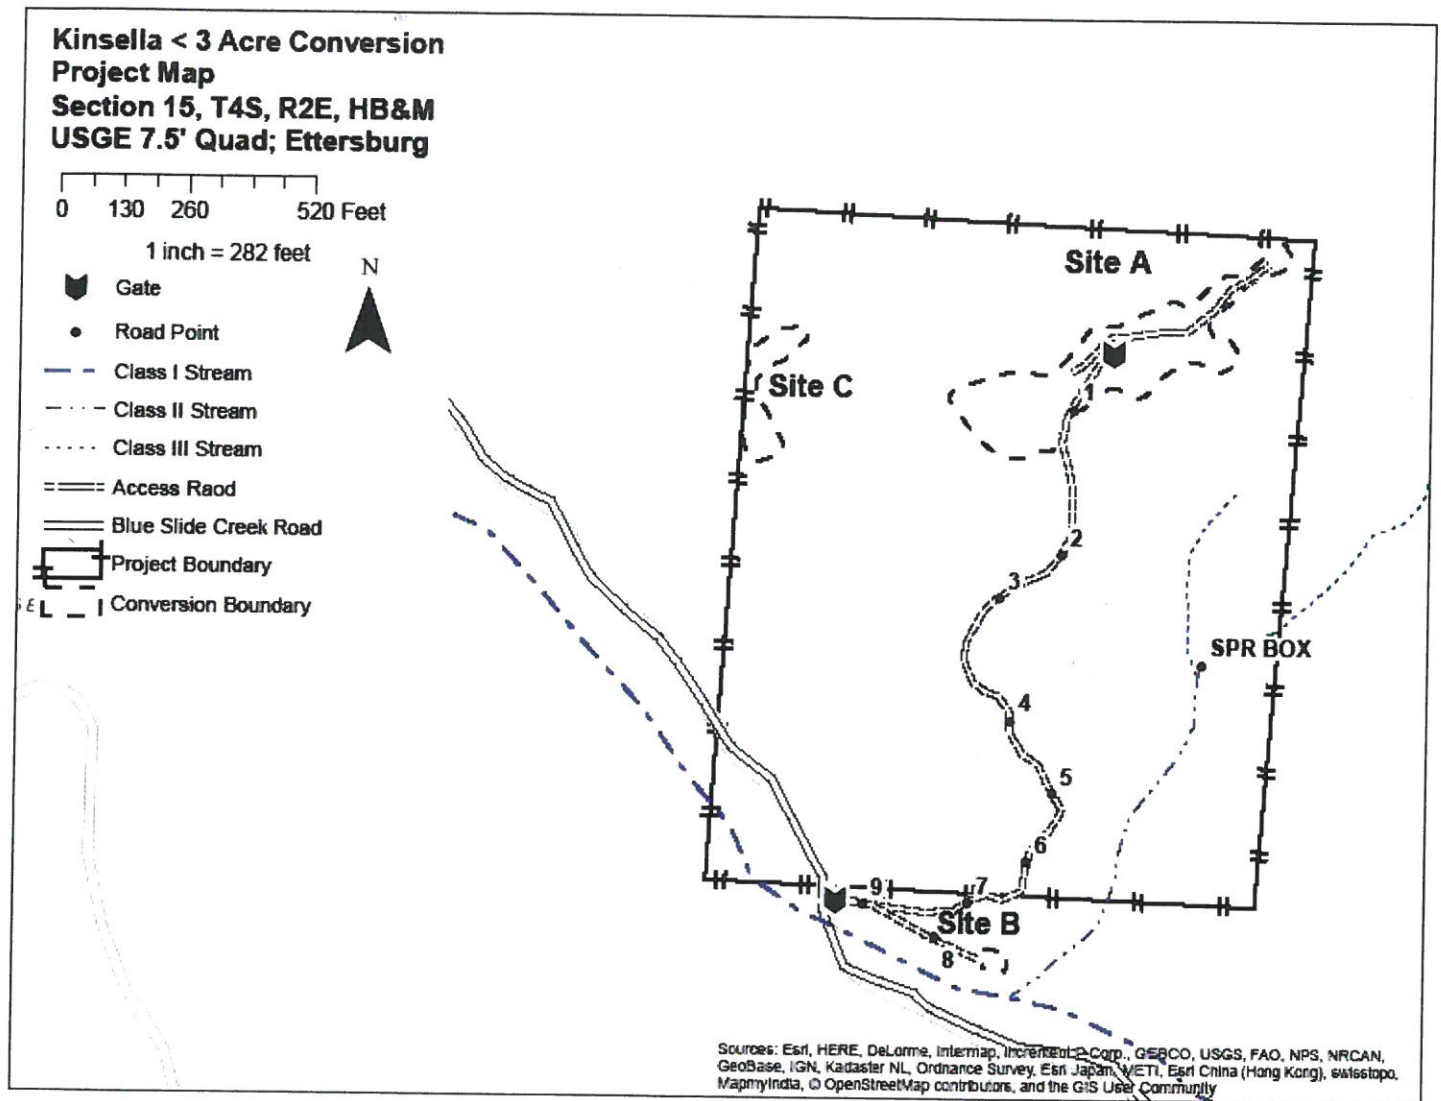 Kinsella < 3 Acre Conversion
Project Map
Section 15, T4S, R2E, HB&M
USGE 7.5' Quad; Ettersburg
0 130 260 520 Feet
1 inch = 282 feet
N
Gate
Road Point
Class I Stream
Class II Stream
Class III Stream
Access Raod
Blue Slide Creek Road
Project Boundary
Conversion Boundary
Site A
Site C
1
2
3
SPR BOX
4
5
6
9
7
Site B
8
Sources: Esri, HERE, DeLorme, Intermap, increment P Corp., GEBCO, USGS, FAO, NPS, NRCAN,
GeoBase, IGN, Kadaster NL, Ordnance Survey, Esri Japan, METI, Esri China (Hong Kong), swisstopo,
MapmyIndia, © OpenStreetMap contributors, and the GIS User Community